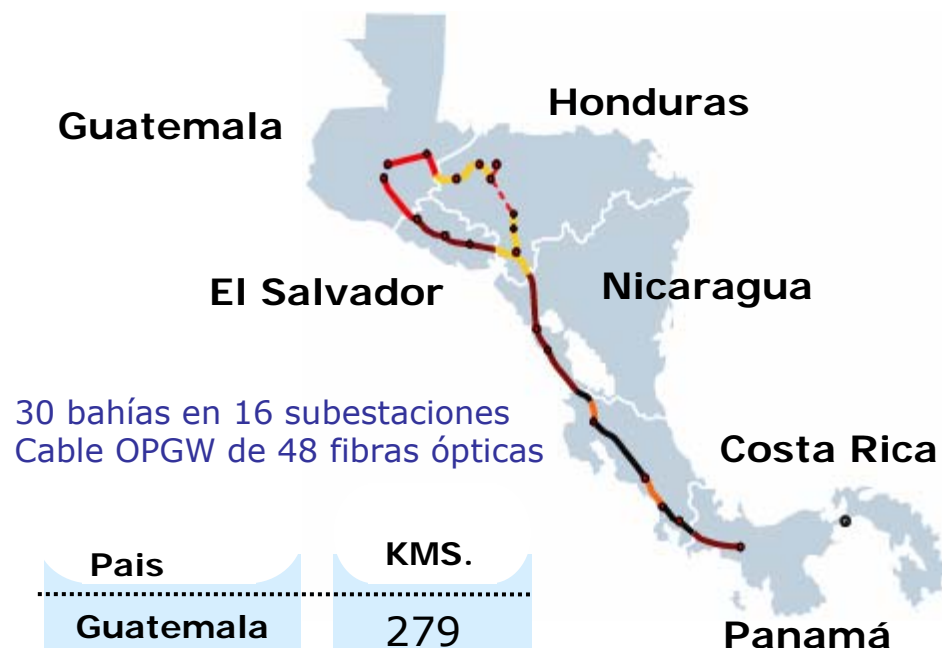 Honduras
Guatemala
El Salvador
Nicaragua
30 bahías en 16 subestaciones
Cable OPGW de 48 fibras ópticas
Costa Rica
Pais KMS.
Guatemala 279
Panamá